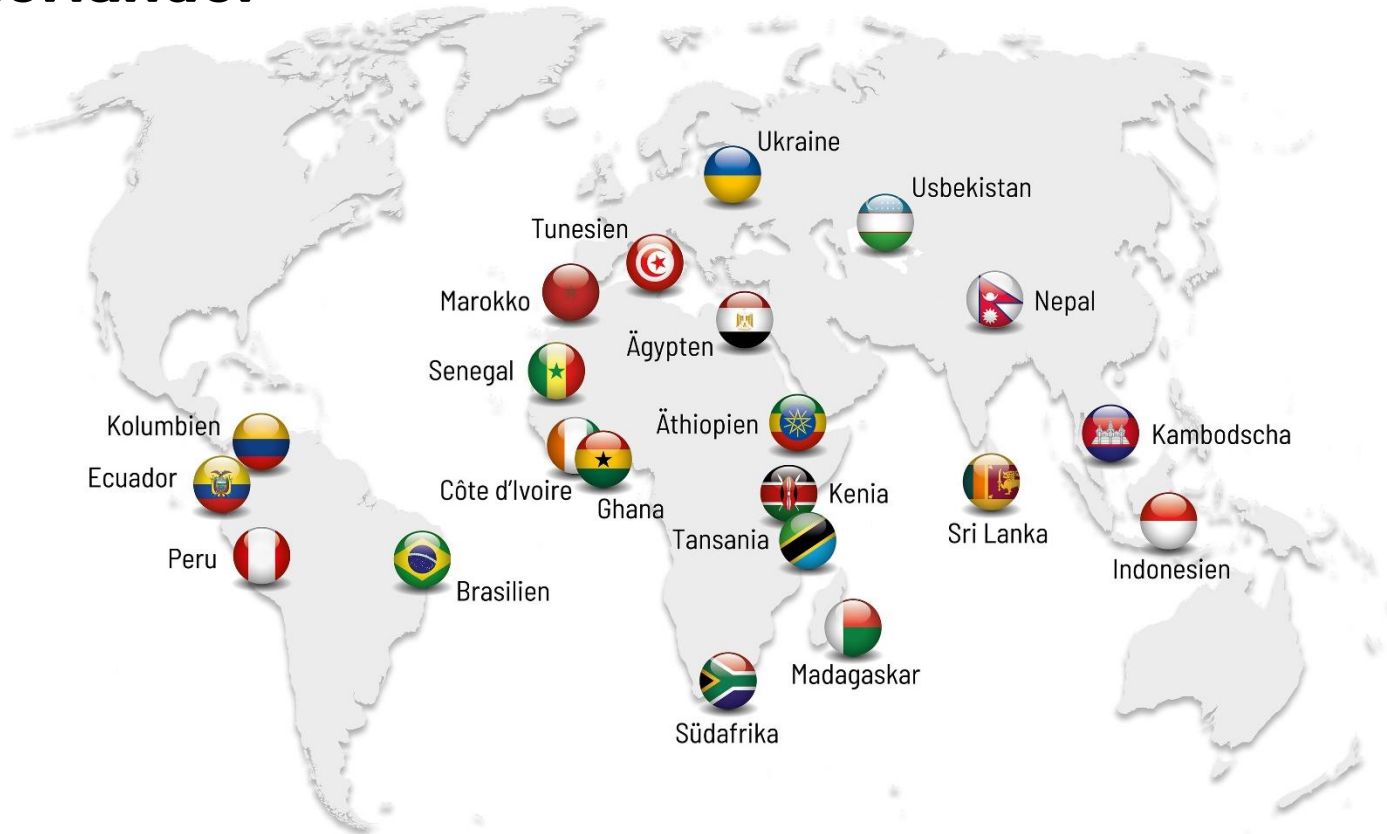 Ukraine
Usbekistan
Tunesien
Marokko
Nepal
Ägypten
Senegal
Kolumbien
Äthiopien
Kambodscha
Ecuador
Côte d'Ivoire
Ghana
Kenia
Sri Lanka
Tansania
Peru
Brasilien
Indonesien
Madagaskar
Südafrika